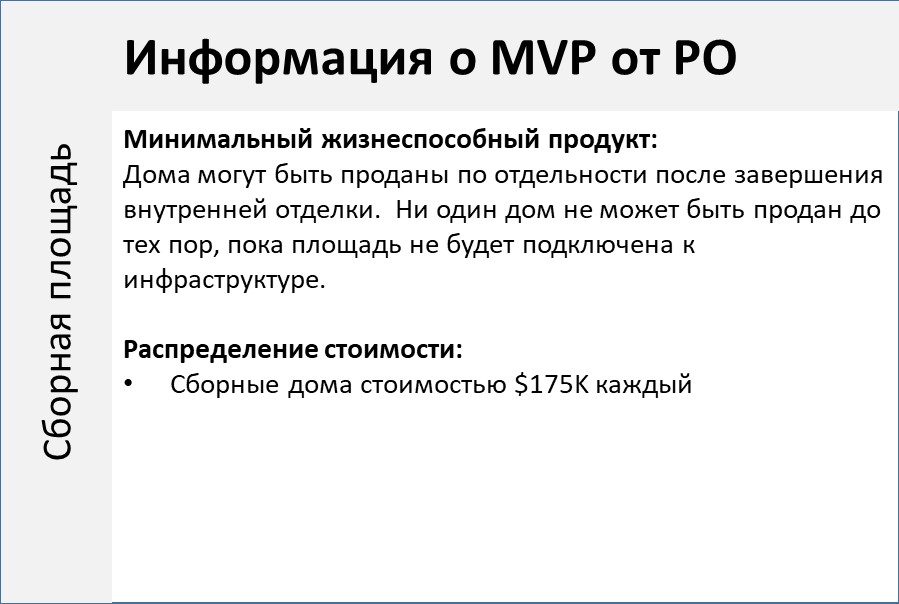 Информация о MVP от PO
Сборная площадь
Минимальный жизнеспособный продукт:
Дома могут быть проданы по отдельности после завершения
внутренней отделки.  Ни один дом не может быть продан до
тех пор, пока площадь не будет подключена к
инфраструктуре.
Распределение стоимости:
• Сборные дома стоимостью $175K каждый